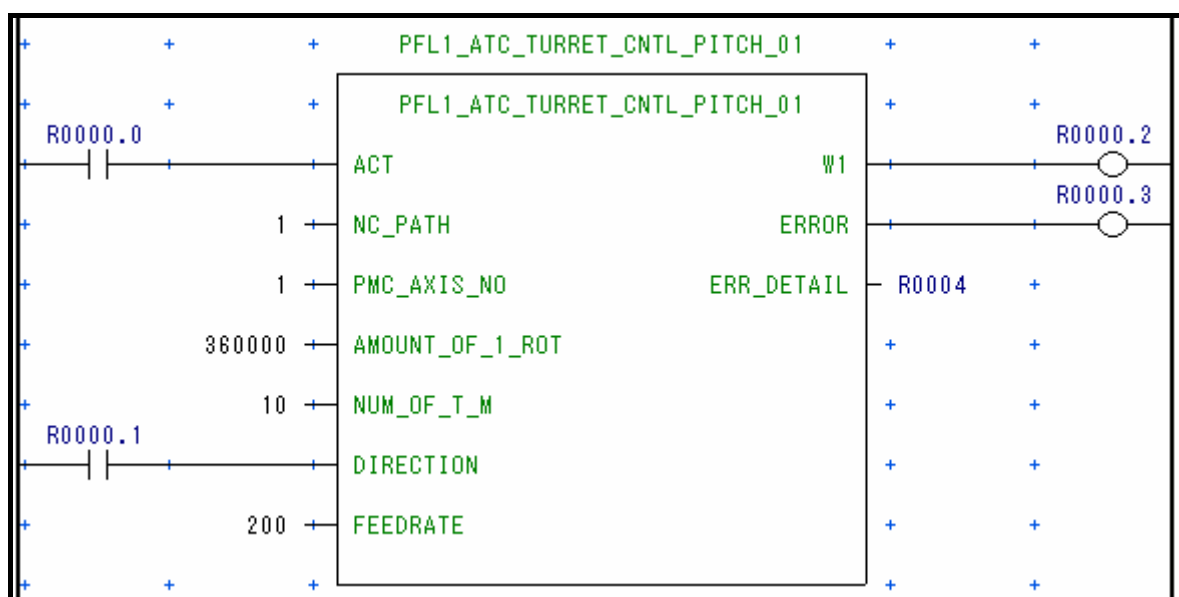 PFL1_ATC_TURRET_CNTL_PITCH_01
PFL1_ATC_TURRET_CNTL_PITCH_01
R0000.0 R0000.2
ACT W1
R0000.3
1 NC_PATH ERROR
1 PMC_AXIS_NO ERR_DETAIL R0004
360000 AMOUNT_OF_1_ROT
10 NUM_OF_T_M
R0000.1
DIRECTION
200 FEEDRATE